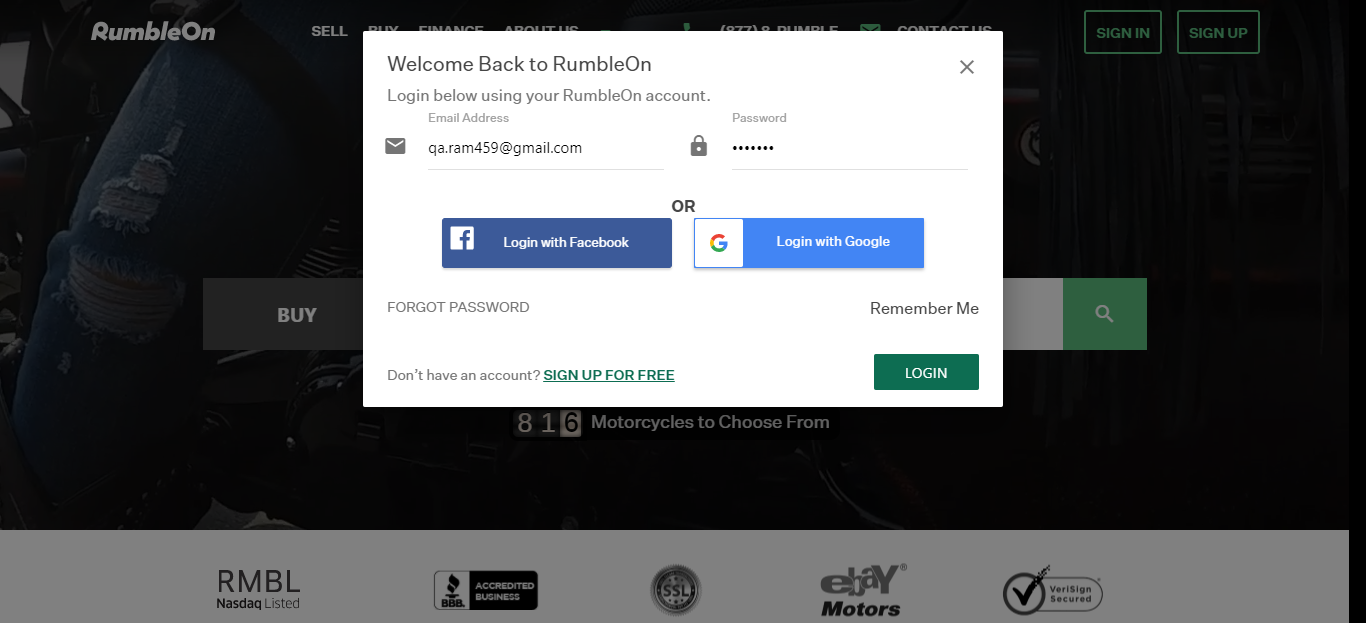 RumbleOn
SELL BUY FINANCE ABOUT US (877) 8-RUMBLE CONTACT US SIGN IN SIGN UP
Welcome Back to RumbleOn
Login below using your RumbleOn account.
Email Address Password
qa.ram459@gmail.com •••••••
OR
Login with Facebook Login with Google
BUY
FORGOT PASSWORD Remember Me
Don't have an account? SIGN UP FOR FREE LOGIN
816 Motorcycles to Choose From
RMBL
Nasdaq Listed
BBB. ACCREDITED
BUSINESS
SSL
ebaY®
Motors
VeriSign
Secured